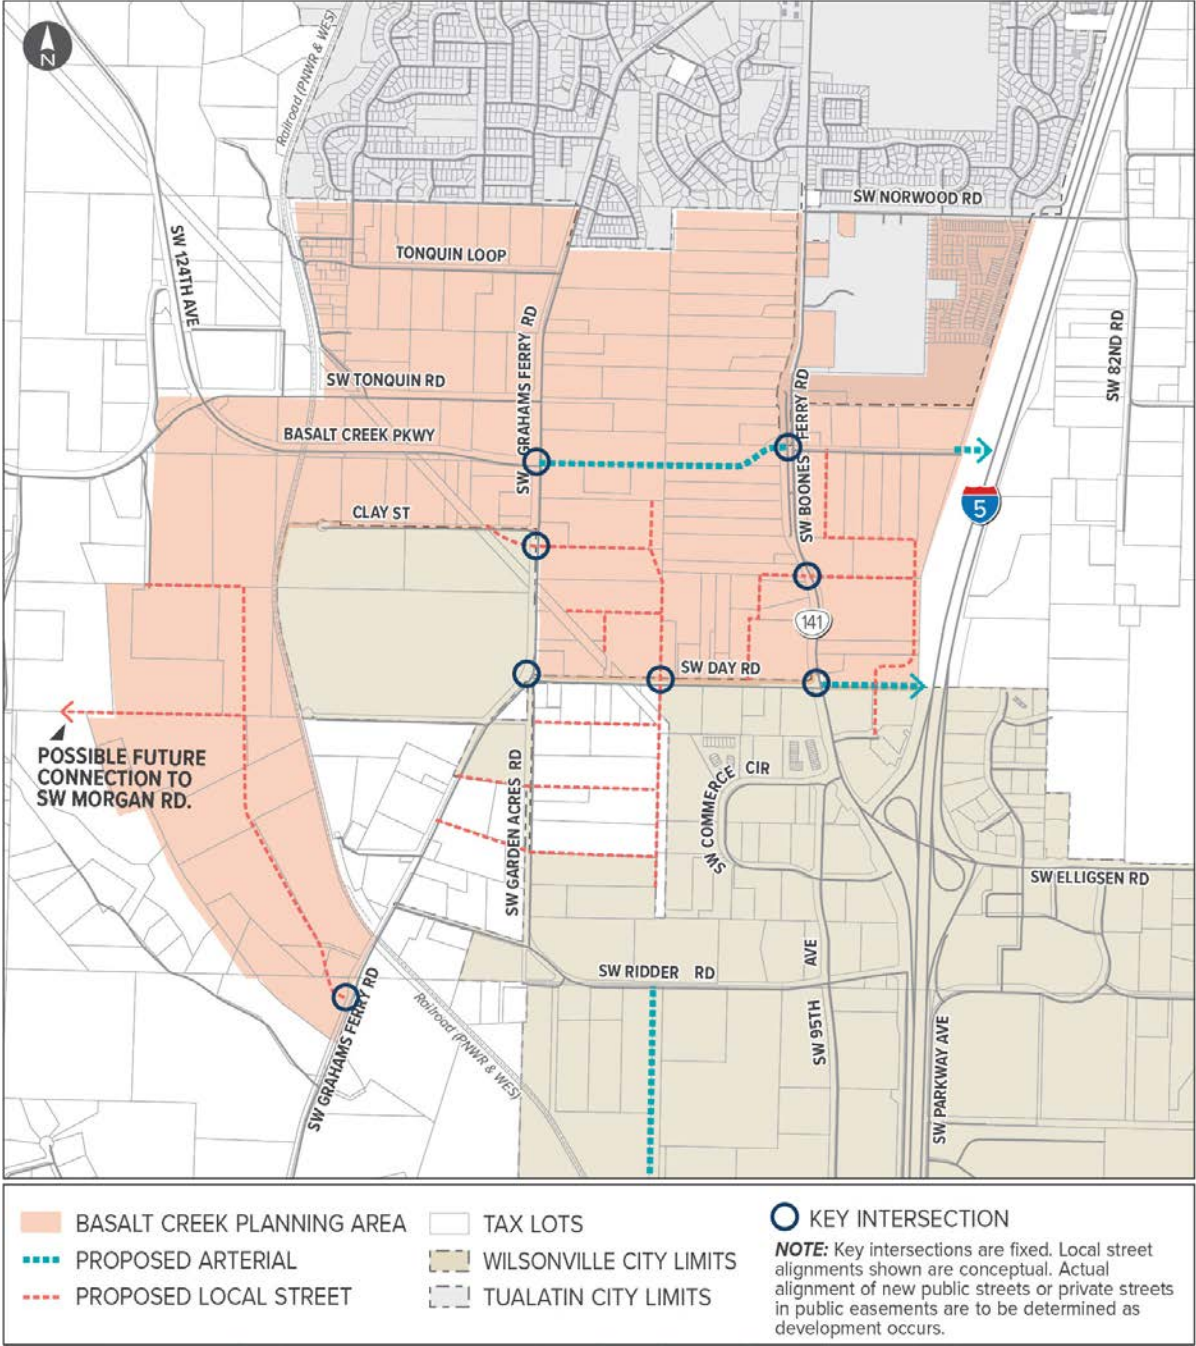 N
Railroad (PNWR & WES)
SW NORWOOD RD
SW 124TH AVE
TONQUIN LOOP
SW GRAHAMS FERRY RD
SW 82ND RD
SW TONQUIN RD
SW BOONES FERRY RD
BASALT CREEK PKWY
5
CLAY ST
141
SW DAY RD
POSSIBLE FUTURE
CONNECTION TO
SW MORGAN RD.
SW GARDEN ACRES RD
SW COMMERCE CIR
SW ELLIGSEN RD
SW RIDDER RD
SW 95TH AVE
SW GRAHAMS FERRY RD
Railroad (PNWR & WES)
SW PARKWAY AVE
BASALT CREEK PLANNING AREA
PROPOSED ARTERIAL
PROPOSED LOCAL STREET
TAX LOTS
WILSONVILLE CITY LIMITS
TUALATIN CITY LIMITS
KEY INTERSECTION
NOTE: Key intersections are fixed. Local street
alignments shown are conceptual. Actual
alignment of new public streets or private streets
in public easements are to be determined as
development occurs.